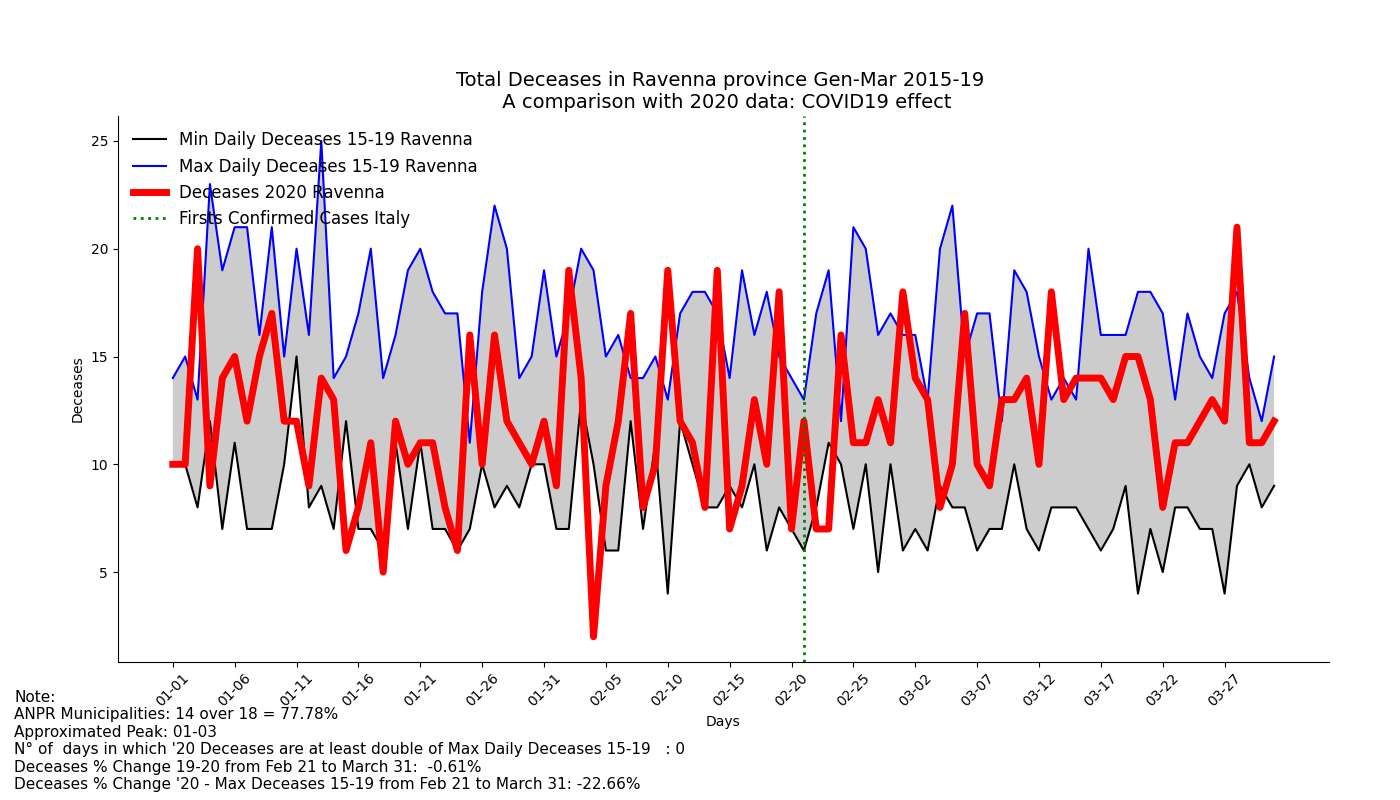 Total Deceases in Ravenna province Gen-Mar 2015-19
A comparison with 2020 data: COVID19 effect
Min Daily Deceases 15-19 Ravenna
Max Daily Deceases 15-19 Ravenna
Deceases 2020 Ravenna
Firsts Confirmed Cases Italy
25
20
15
10
5
Deceases
01-01 01-06 01-11 01-16 01-21 01-26 01-31 02-05 02-10 02-15 02-20 02-25 03-02 03-07 03-12 03-17 03-22 03-27
Days
Note:
ANPR Municipalities: 14 over 18 = 77.78%
Approximated Peak: 01-03
N° of  days in which '20 Deceases are at least double of Max Daily Deceases 15-19   : 0
Deceases % Change 19-20 from Feb 21 to March 31:  -0.61%
Deceases % Change '20 - Max Deceases 15-19 from Feb 21 to March 31: -22.66%